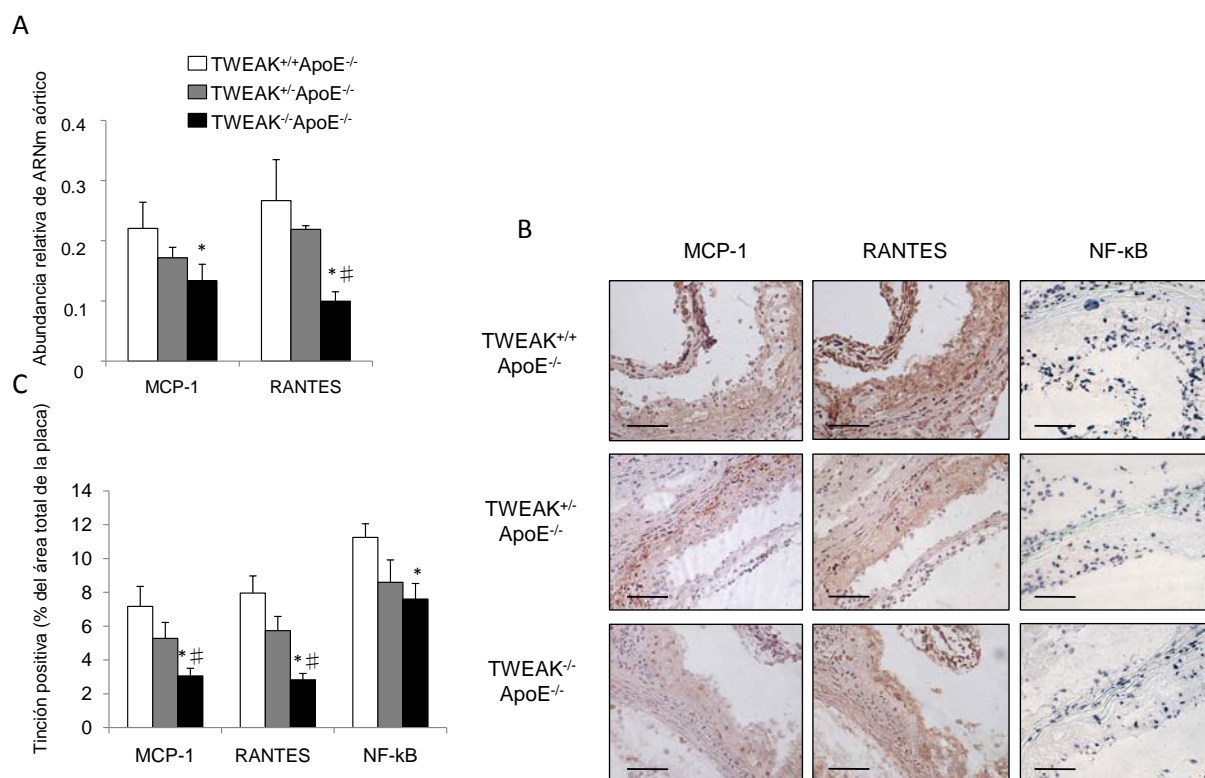 A
TWEAK+/+ApoE-/-
TWEAK+/-ApoE-/-
TWEAK-/-ApoE-/-
Abundancia relativa de ARNm aórtico
0.4
0.3
0.2
0.1
0
*
*#
MCP-1 RANTES
B
MCP-1 RANTES NF-κB
TWEAK+/+
ApoE-/-
TWEAK+/-
ApoE-/-
TWEAK-/-
ApoE-/-
C
Tinción positiva (% del área total de la placa)
14
12
10
8
6
4
2
0
*#
*#
*
MCP-1 RANTES NF-kB